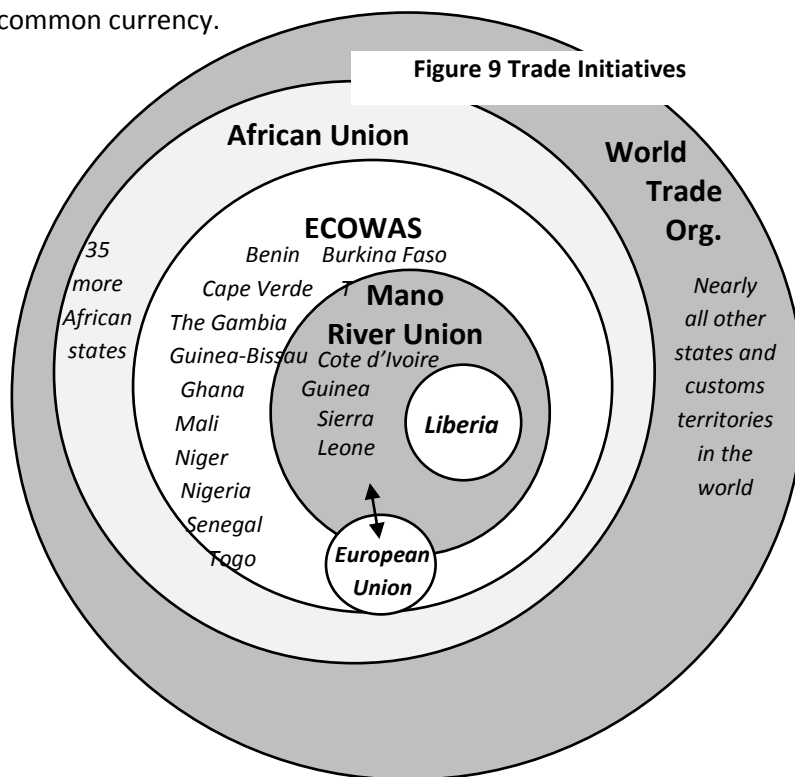 common currency.
Figure 9 Trade Initiatives
African Union
World
Trade
Org.
ECOWAS
Benin Burkina Faso
Cape Verde T
The Gambia
Guinea-Bissau
Ghana
Mali
Niger
Nigeria
Senegal
Togo
35
more
African
states
Mano
River Union
Cote d’Ivoire
Guinea
Sierra
Leone
Liberia
European
Union
Nearly
all other
states and
customs
territories
in the
world